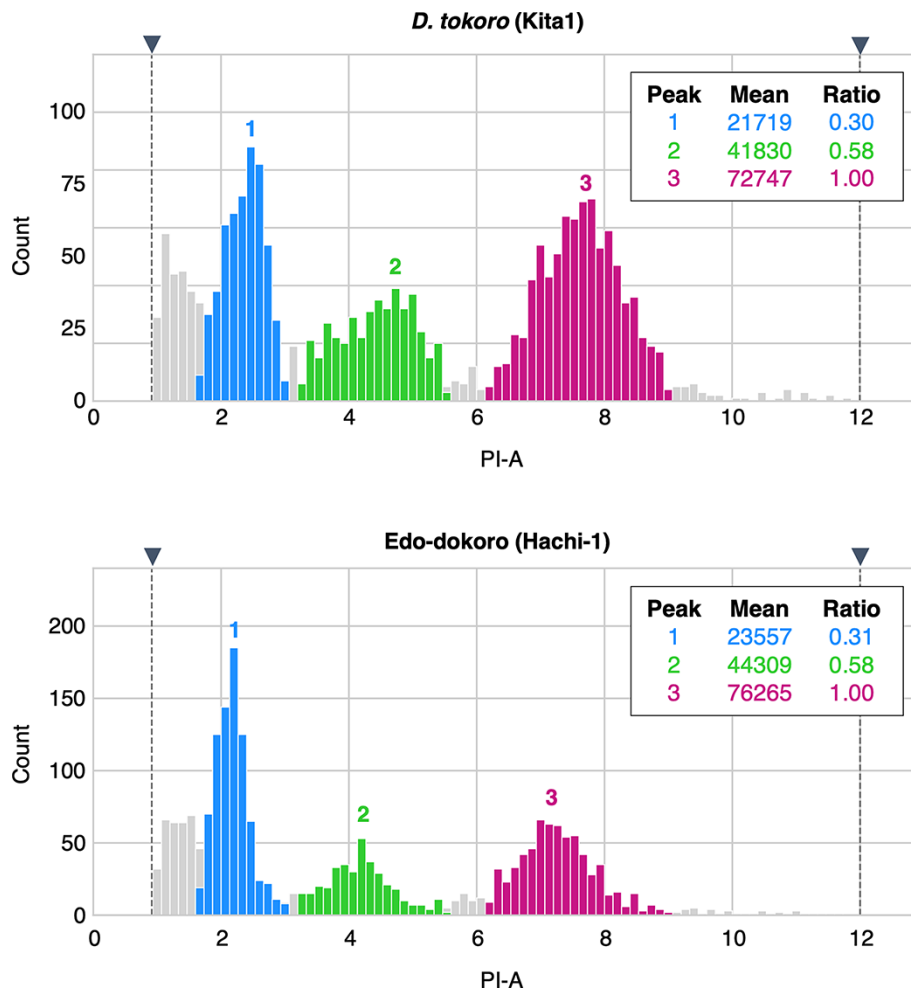 D. tokoro (Kita1)
Peak Mean Ratio
1 21719 0.30
2 41830 0.58
3 72747 1.00
1
2
3
Count
100
75
50
25
0
0 2 4 6 8 10 12
PI-A
Edo-dokoro (Hachi-1)
Peak Mean Ratio
1 23557 0.31
2 44309 0.58
3 76265 1.00
1
2
3
Count
200
150
100
50
0
0 2 4 6 8 10 12
PI-A